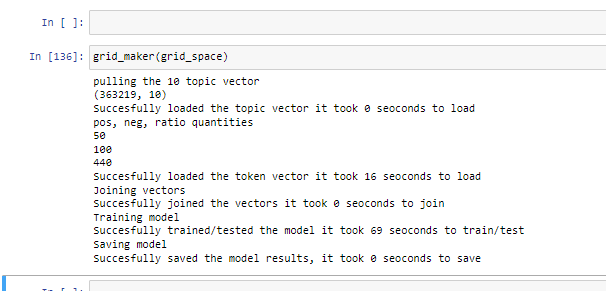 In [ ]:
In [136]: grid_maker(grid_space)
pulling the 10 topic vector
(363219, 10)
Succesfully loaded the topic vector it took 0 seoconds to load
pos, neg, ratio quantities
50
100
440
Succesfully loaded the token vector it took 16 seoconds to load
Joining vectors
Succesfully joined the vectors it took 0 seoconds to join
Training model
Succesfully trained/tested the model it took 69 seoconds to train/test
Saving model
Succesfully saved the model results, it took 0 seoconds to save
In [ ]: